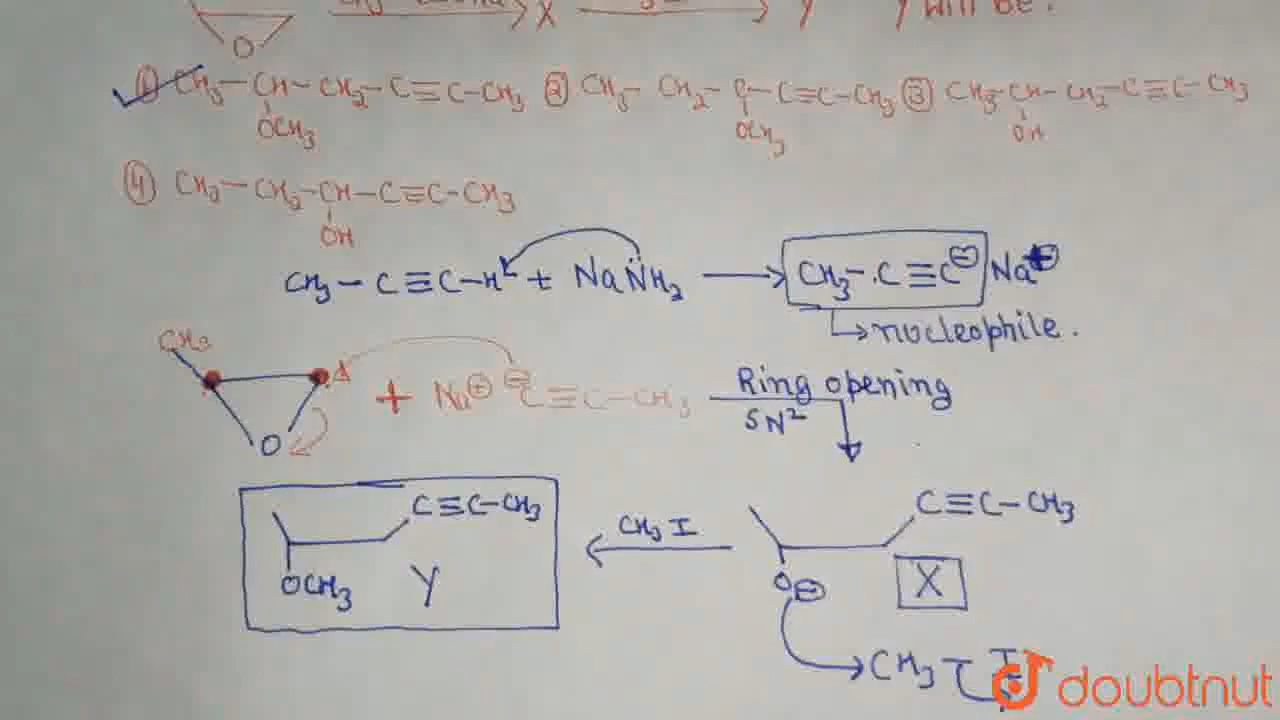 O X Y Y Will be.
① CH₃-CH-CH₂-C≡C-CH₃ ② CH₃-CH₂-C-C≡C-CH₃ ③ CH₃-CH-CH₂-C≡C-CH₃
OCH₃ OCH₃ OH
④ CH₃-CH₂-CH-C≡C-CH₃
OH
CH₃-C≡C-H + NaNH₂ → CH₃-C≡C⊖ Na⊕
→nucleophile.
CH₃
O + Na⊕ ⊖C≡C-CH₃ Ring opening
SN²
C≡C-CH₃ CH₃I C≡C-CH₃
OCH₃ Y O⊖ X
CH₃-I
doubtnut